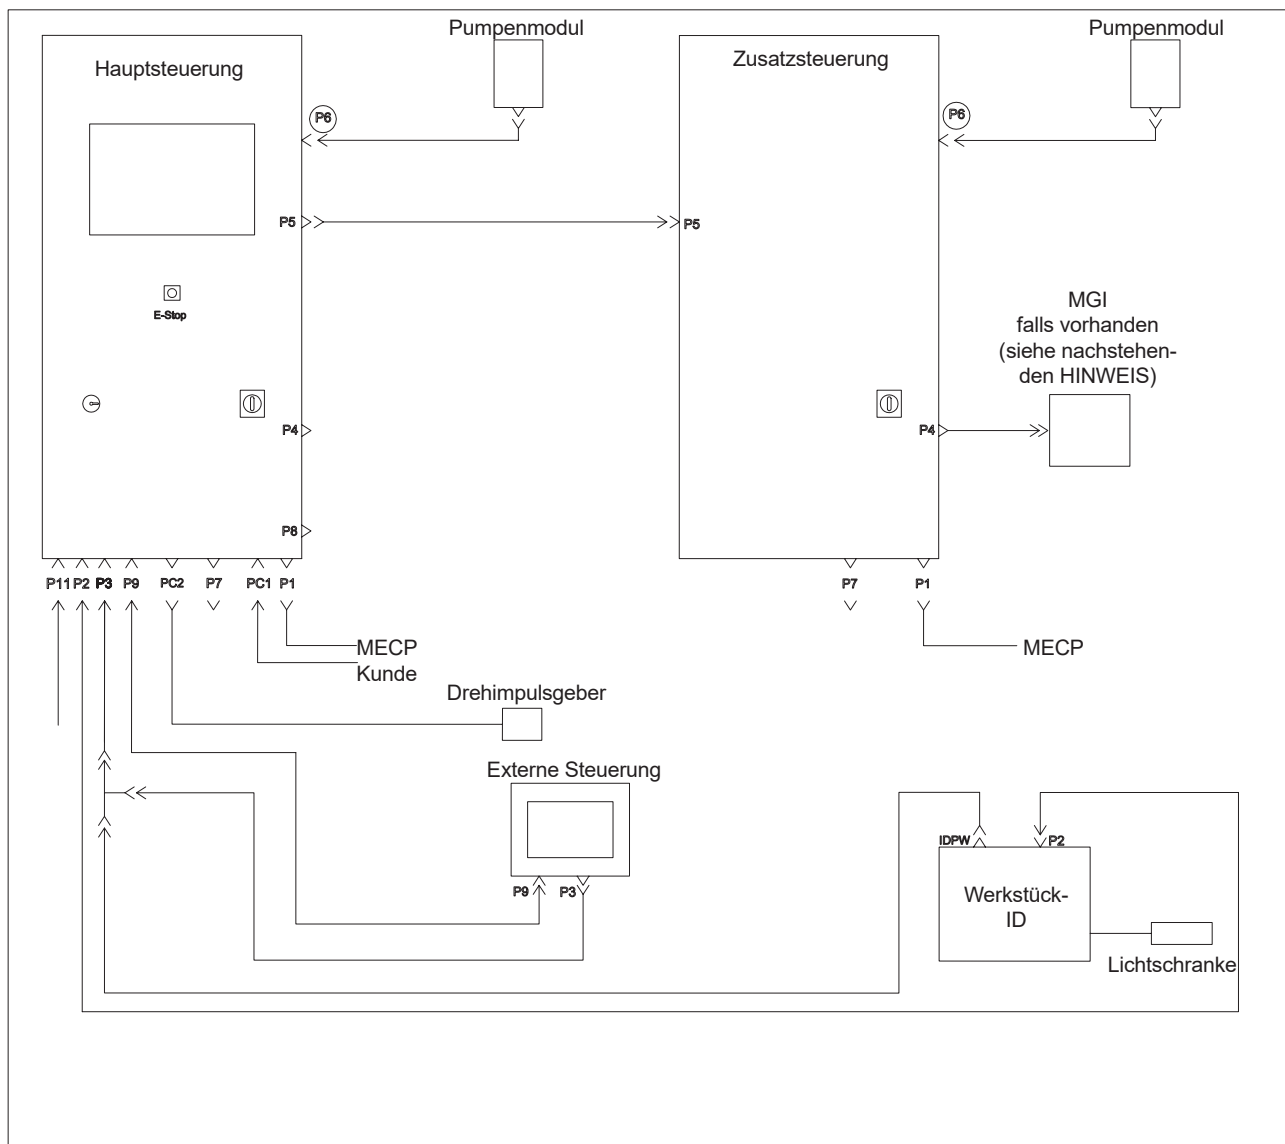 Pumpenmodul
Pumpenmodul
Hauptsteuerung
Zusatzsteuerung
P6
P6
P5
P5
E-Stop
MGI
falls vorhanden
(siehe nachstehen-
den HINWEIS)
P4
P4
P8
P11 P2 P3 P9 PC2 P7 PC1 P1
P7 P1
MECP
Kunde
MECP
Drehimpulsgeber
Externe Steuerung
IDPW P2
P9 P3
Werkstück-
ID
Lichtschranke